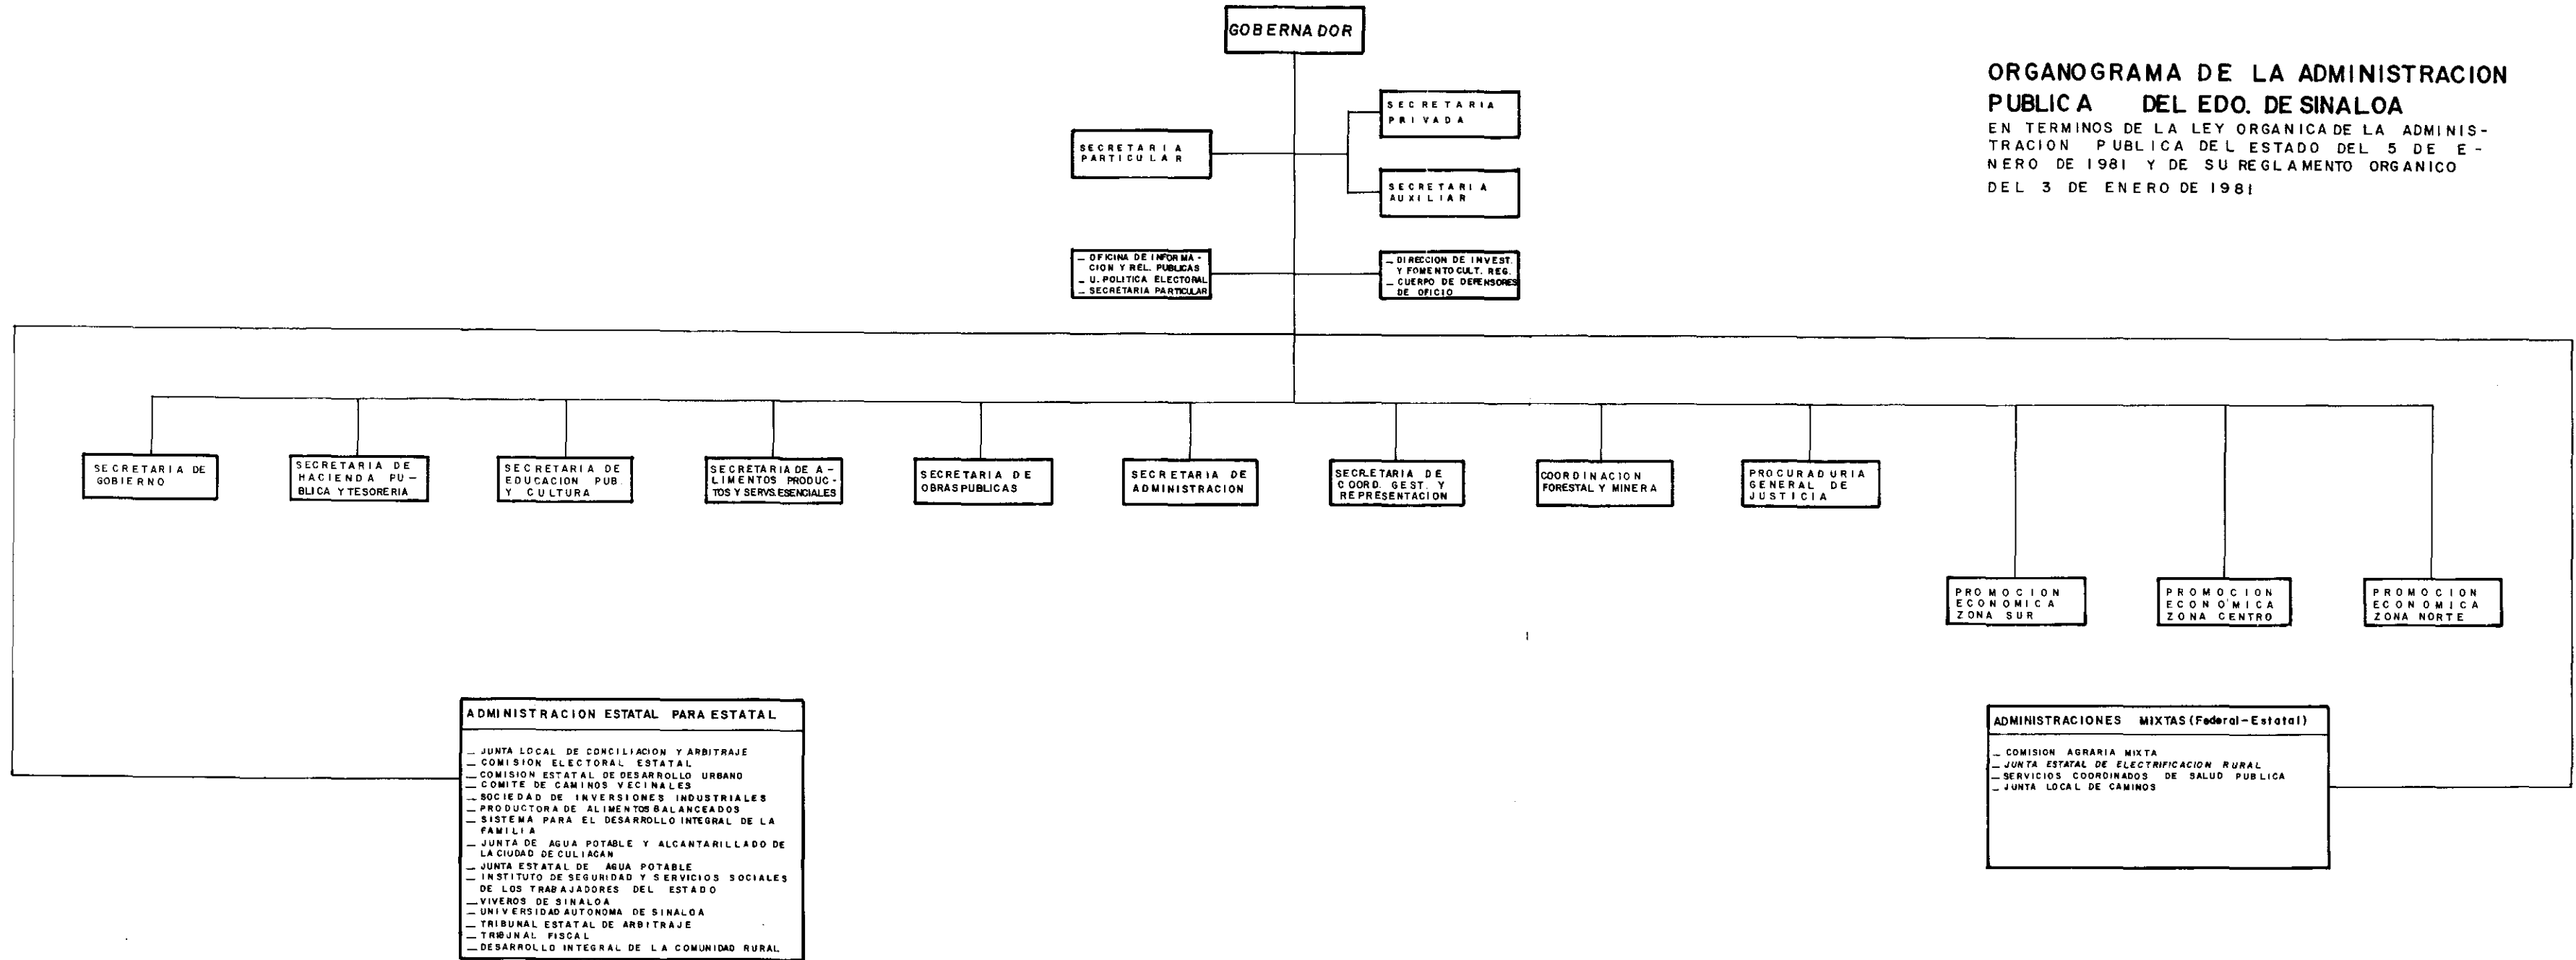 GOBERNADOR
ORGANOGRAMA DE LA ADMINISTRACION
PUBLICA DEL EDO. DE SINALOA
EN TERMINOS DE LA LEY ORGANICA DE LA ADMINIS-
TRACION PUBLICA DEL ESTADO DEL 5 DE E-
NERO DE 1981 Y DE SU REGLAMENTO ORGANICO
DEL 3 DE ENERO DE 1981
SECRETARIA
PARTICULAR
SECRETARIA
PRIVADA
SECRETARIA
AUXILIAR
_ OFICINA DE INFORMA-
CION Y REL. PUBLICAS
_ U. POLITICA ELECTORAL
_ SECRETARIA PARTICULAR
_ DIRECCION DE INVEST.
Y FOMENTO CULT. REG.
_ CUERPO DE DEFENSORES
DE OFICIO
SECRETARIA DE
GOBIERNO
SECRETARIA DE
HACIENDA PU-
BLICA Y TESORERIA
SECRETARIA DE
EDUCACION PUB.
Y CULTURA
SECRETARIA DE A-
LIMENTOS PRODUC-
TOS Y SERVS. ESENCIALES
SECRETARIA DE
OBRAS PUBLICAS
SECRETARIA DE
ADMINISTRACION
SECRLETARIA DE
COORD. GEST. Y
REPRESENTACION
COORDINACION
FORESTAL Y MINERA
PROCURADURIA
GENERAL DE
JUSTICIA
PROMOCION
ECONOMICA
ZONA SUR
PROMOCION
ECONOMICA
ZONA CENTRO
PROMOCION
ECONOMICA
ZONA NORTE
ADMINISTRACION ESTATAL PARA ESTATAL
_ JUNTA LOCAL DE CONCILIACION Y ARBITRAJE
_ COMISION ELECTORAL ESTATAL
_ COMISION ESTATAL DE DESARROLLO URBANO
_ COMITE DE CAMINOS VECINALES
_ SOCIEDAD DE INVERSIONES INDUSTRIALES
_ PRODUCTORA DE ALIMENTOS BALANCEADOS
_ SISTEMA PARA EL DESARROLLO INTEGRAL DE LA
FAMILIA
_ JUNTA DE AGUA POTABLE Y ALCANTARILLADO DE
LA CIUDAD DE CULIACAN
_ JUNTA ESTATAL DE AGUA POTABLE
_ INSTITUTO DE SEGURIDAD Y SERVICIOS SOCIALES
DE LOS TRABAJADORES DEL ESTADO
_ VIVEROS DE SINALOA
_ UNIVERSIDAD AUTONOMA DE SINALOA
_ TRIBUNAL ESTATAL DE ARBITRAJE
_ TRIBUNAL FISCAL
_ DESARROLLO INTEGRAL DE LA COMUNIDAD RURAL
ADMINISTRACIONES MIXTAS (Federal-Estatal)
_ COMISION AGRARIA MIXTA
_ JUNTA ESTATAL DE ELECTRIFICACION RURAL
_ SERVICIOS COORDINADOS DE SALUD PUBLICA
_ JUNTA LOCAL DE CAMINOS